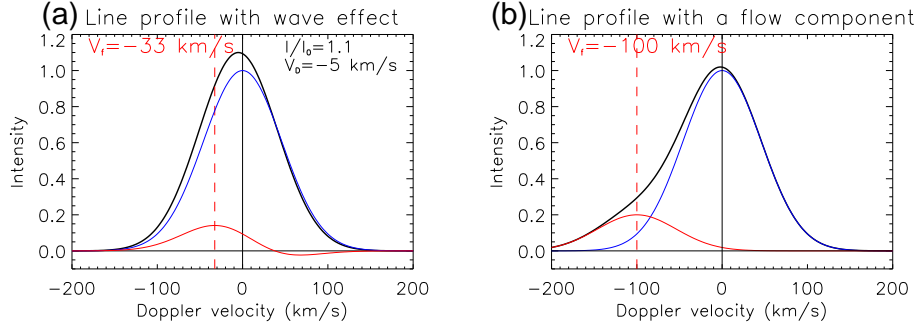 (a) Line profile with wave effect
V_f=−33 km/s
I/I_0=1.1
V_D=−5 km/s
1.2
1.0
0.8
0.6
0.4
0.2
0.0
Intensity
−200 −100 0 100 200
Doppler velocity (km/s)
(b) Line profile with a flow component
V_f=−100 km/s
1.2
1.0
0.8
0.6
0.4
0.2
0.0
Intensity
−200 −100 0 100 200
Doppler velocity (km/s)